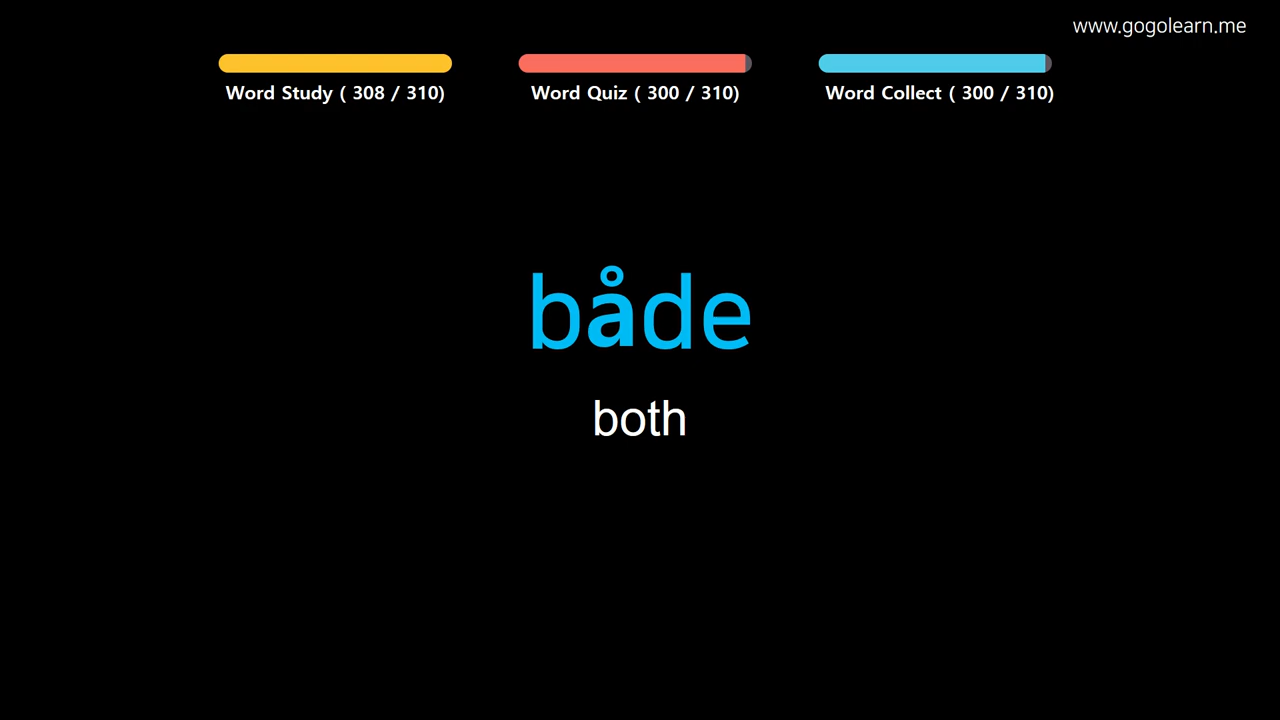 www.gogolearn.me
Word Study ( 308 / 310)
Word Quiz ( 300 / 310)
Word Collect ( 300 / 310)
både
both